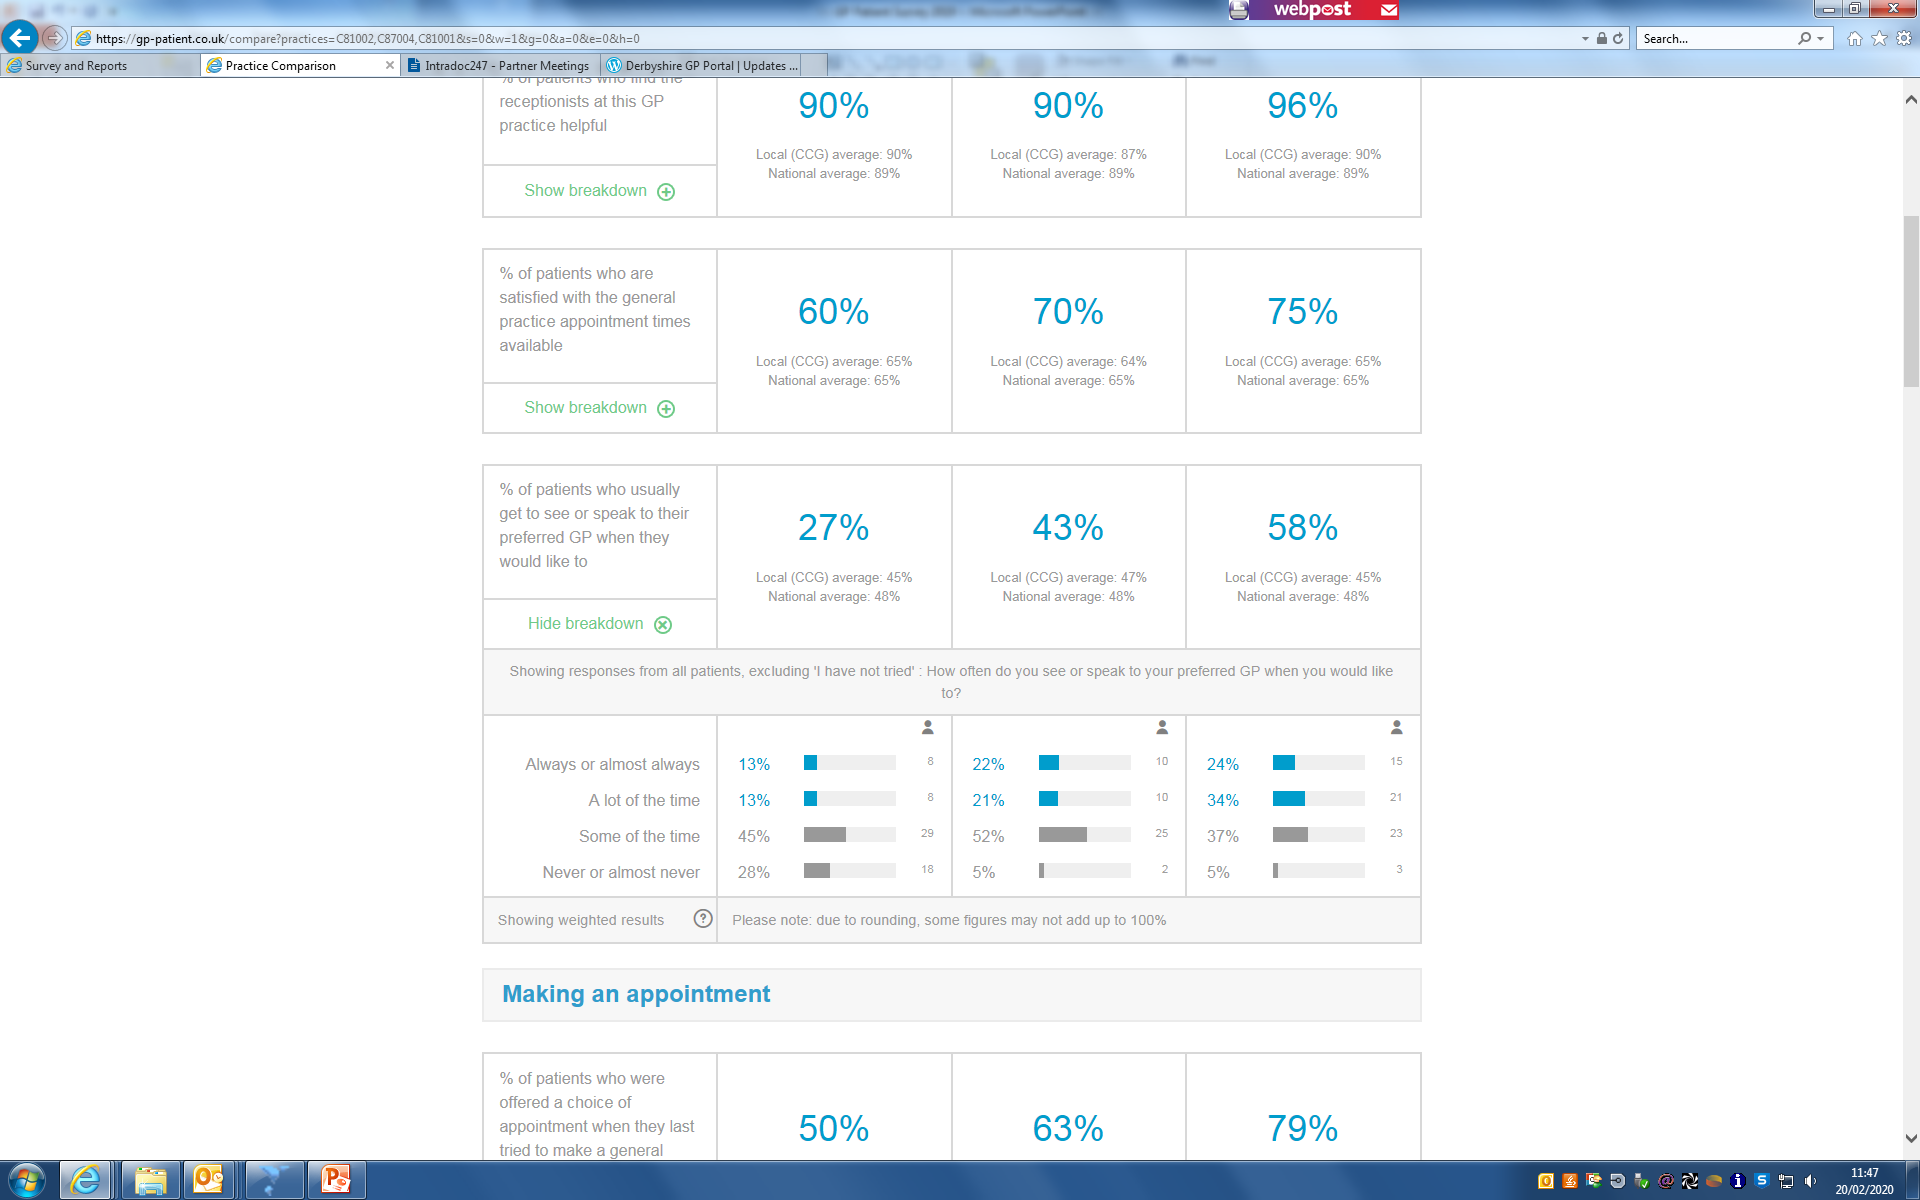 webpost
https://gp-patient.co.uk/compare?practices=C81002,C87004,C81001&s=0&w=1&g=0&a=0&e=0&h=0
Search...
Survey and Reports
Practice Comparison
Intradoc247 - Partner Meetings
Derbyshire GP Portal | Updates ...
% of patients who find the
receptionists at this GP
practice helpful
Show breakdown
90%
Local (CCG) average: 90%
National average: 89%
90%
Local (CCG) average: 87%
National average: 89%
96%
Local (CCG) average: 90%
National average: 89%
% of patients who are
satisfied with the general
practice appointment times
available
Show breakdown
60%
Local (CCG) average: 65%
National average: 65%
70%
Local (CCG) average: 64%
National average: 65%
75%
Local (CCG) average: 65%
National average: 65%
% of patients who usually
get to see or speak to their
preferred GP when they
would like to
Hide breakdown
27%
Local (CCG) average: 45%
National average: 48%
43%
Local (CCG) average: 47%
National average: 48%
58%
Local (CCG) average: 45%
National average: 48%
Showing responses from all patients, excluding 'I have not tried' : How often do you see or speak to your preferred GP when you would like
to?
Always or almost always 13% 8 22% 10 24% 15
A lot of the time 13% 8 21% 10 34% 21
Some of the time 45% 29 52% 25 37% 23
Never or almost never 28% 18 5% 2 5% 3
Showing weighted results
Please note: due to rounding, some figures may not add up to 100%
Making an appointment
% of patients who were
offered a choice of
appointment when they last
tried to make a general
50%
63%
79%
11:47
20/02/2020